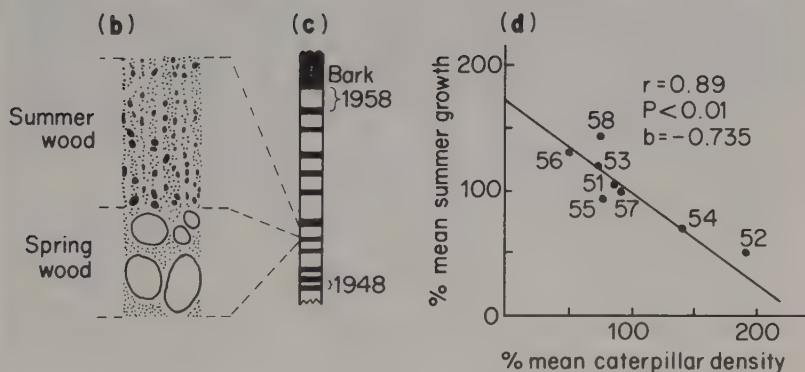 (b)
Summer
wood
Spring
wood
(c)
Bark
1958
1948
(d)
% mean summer growth
200
100
0
r=0.89
P<0.01
b=-0.735
58
56
53
51
55
57
54
52
100
200
% mean caterpillar density